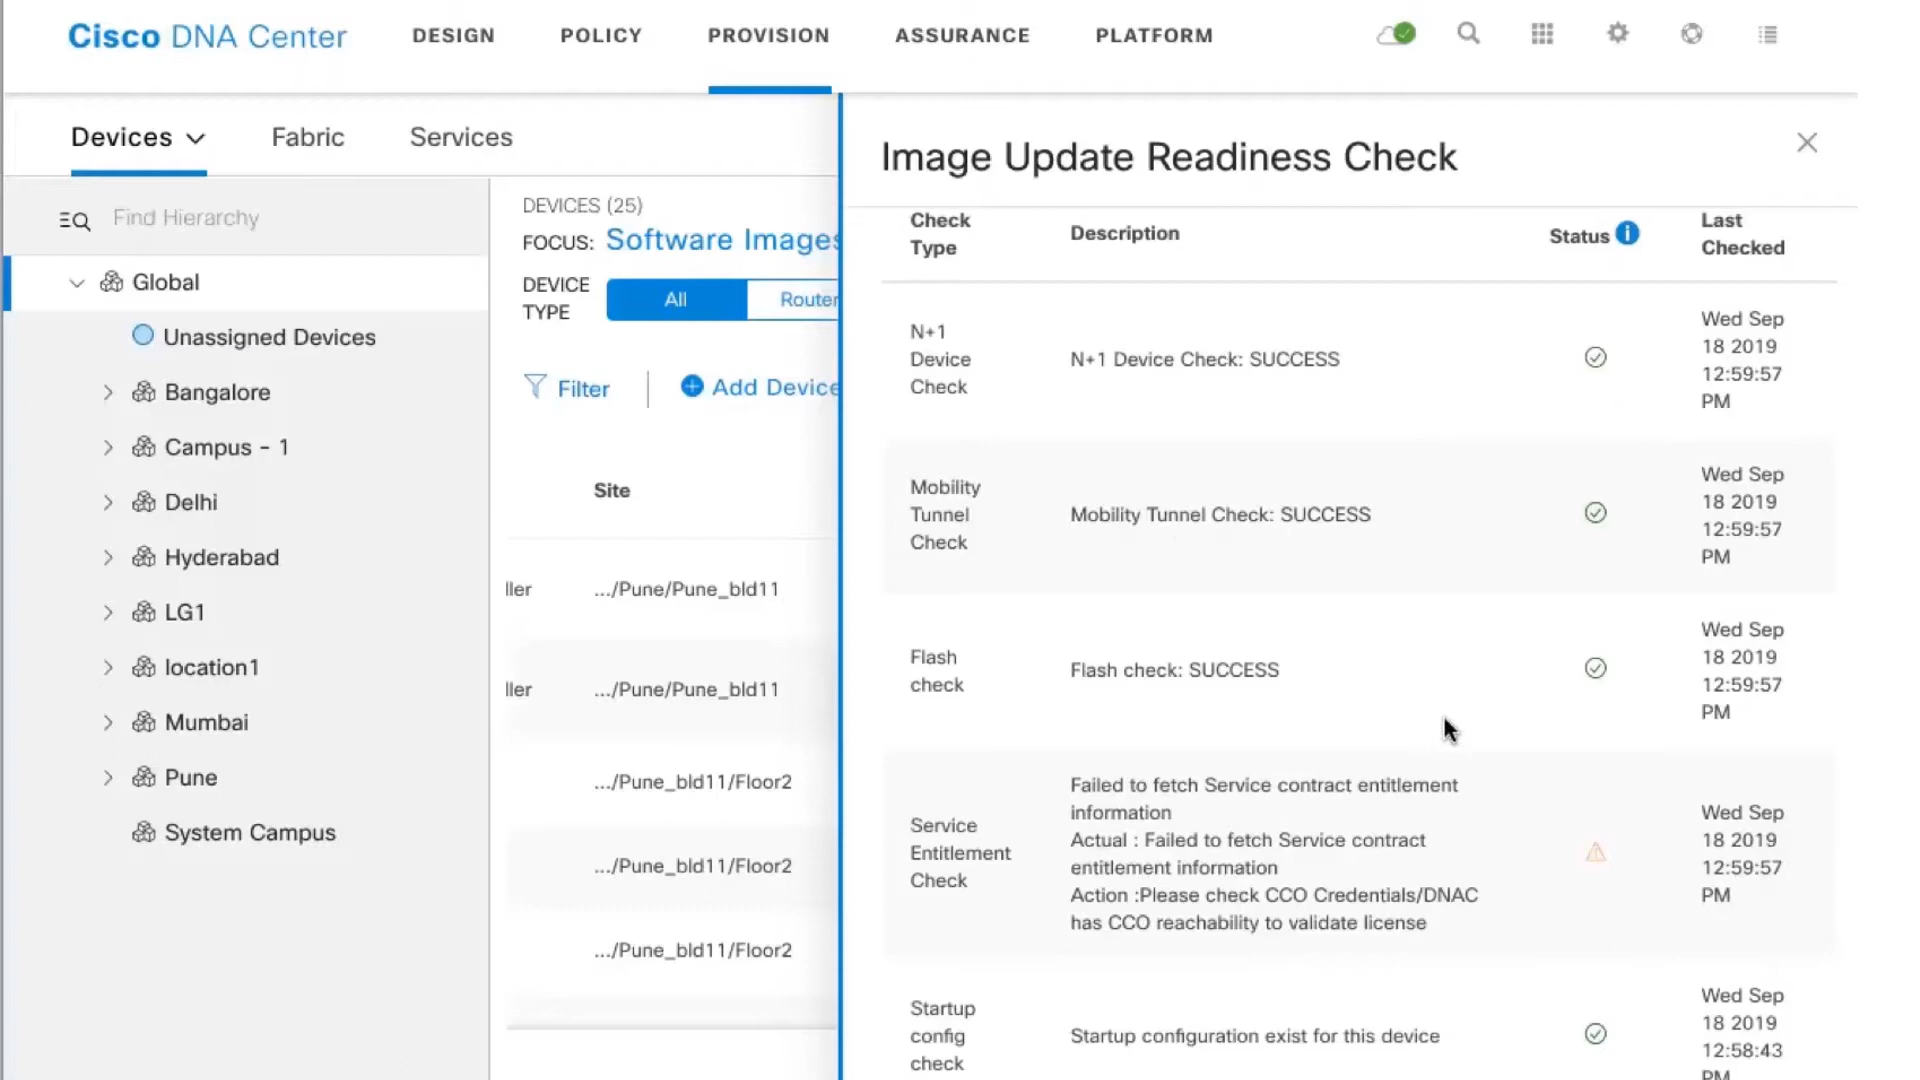 Cisco DNA Center
DESIGN
POLICY
PROVISION
ASSURANCE
PLATFORM
Devices
Fabric
Services
Find Hierarchy
Global
Unassigned Devices
Bangalore
Campus - 1
Delhi
Hyderabad
LG1
location1
Mumbai
Pune
System Campus
DEVICES (25)
FOCUS: Software Images
DEVICE
TYPE
All
Router
Filter
Add Device
Site
ller
.../Pune/Pune_bld11
ller
.../Pune/Pune_bld11
.../Pune_bld11/Floor2
.../Pune_bld11/Floor2
.../Pune_bld11/Floor2
Image Update Readiness Check
Check
Type
Description
Status
Last
Checked
N+1
Device
Check
N+1 Device Check: SUCCESS
Wed Sep
18 2019
12:59:57
PM
Mobility
Tunnel
Check
Mobility Tunnel Check: SUCCESS
Wed Sep
18 2019
12:59:57
PM
Flash
check
Flash check: SUCCESS
Wed Sep
18 2019
12:59:57
PM
Service
Entitlement
Check
Failed to fetch Service contract entitlement
information
Actual : Failed to fetch Service contract
entitlement information
Action :Please check CCO Credentials/DNAC
has CCO reachability to validate license
Wed Sep
18 2019
12:59:57
PM
Startup
config
check
Startup configuration exist for this device
Wed Sep
18 2019
12:58:43
PM